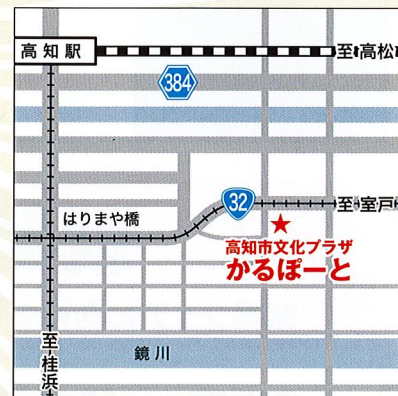 高知駅
至 高松
384
32
至 室戸
はりまや橋
高知市文化プラザ
かるぽーと
至 桂浜
鏡川